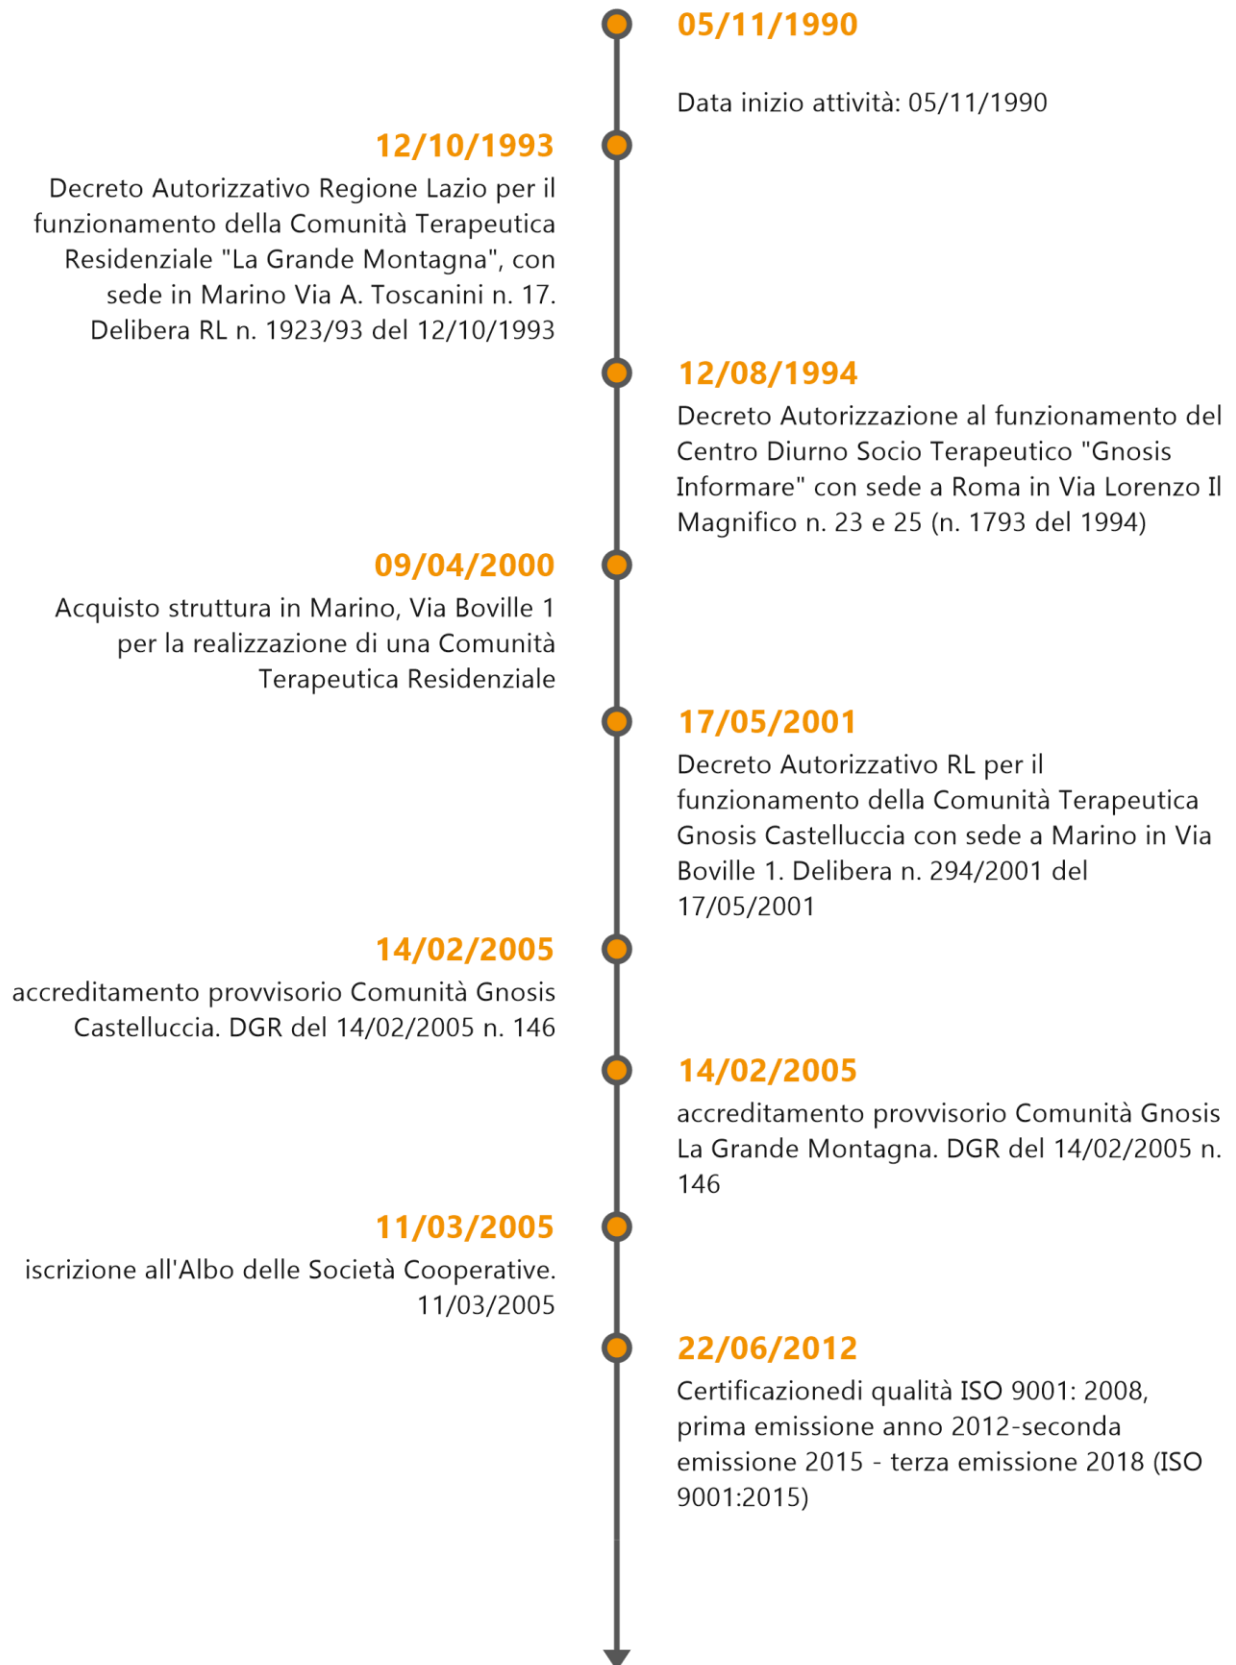 05/11/1990
Data inizio attività: 05/11/1990
12/10/1993
Decreto Autorizzativo Regione Lazio per il
funzionamento della Comunità Terapeutica
Residenziale "La Grande Montagna", con
sede in Marino Via A. Toscanini n. 17.
Delibera RL n. 1923/93 del 12/10/1993
12/08/1994
Decreto Autorizzazione al funzionamento del
Centro Diurno Socio Terapeutico "Gnosis
Informare" con sede a Roma in Via Lorenzo Il
Magnifico n. 23 e 25 (n. 1793 del 1994)
09/04/2000
Acquisto struttura in Marino, Via Boville 1
per la realizzazione di una Comunità
Terapeutica Residenziale
17/05/2001
Decreto Autorizzativo RL per il
funzionamento della Comunità Terapeutica
Gnosis Castelluccia con sede a Marino in Via
Boville 1. Delibera n. 294/2001 del
17/05/2001
14/02/2005
accreditamento provvisorio Comunità Gnosis
Castelluccia. DGR del 14/02/2005 n. 146
14/02/2005
accreditamento provvisorio Comunità Gnosis
La Grande Montagna. DGR del 14/02/2005 n.
146
11/03/2005
iscrizione all'Albo delle Società Cooperative.
11/03/2005
22/06/2012
Certificazionedi qualità ISO 9001: 2008,
prima emissione anno 2012-seconda
emissione 2015 - terza emissione 2018 (ISO
9001:2015)